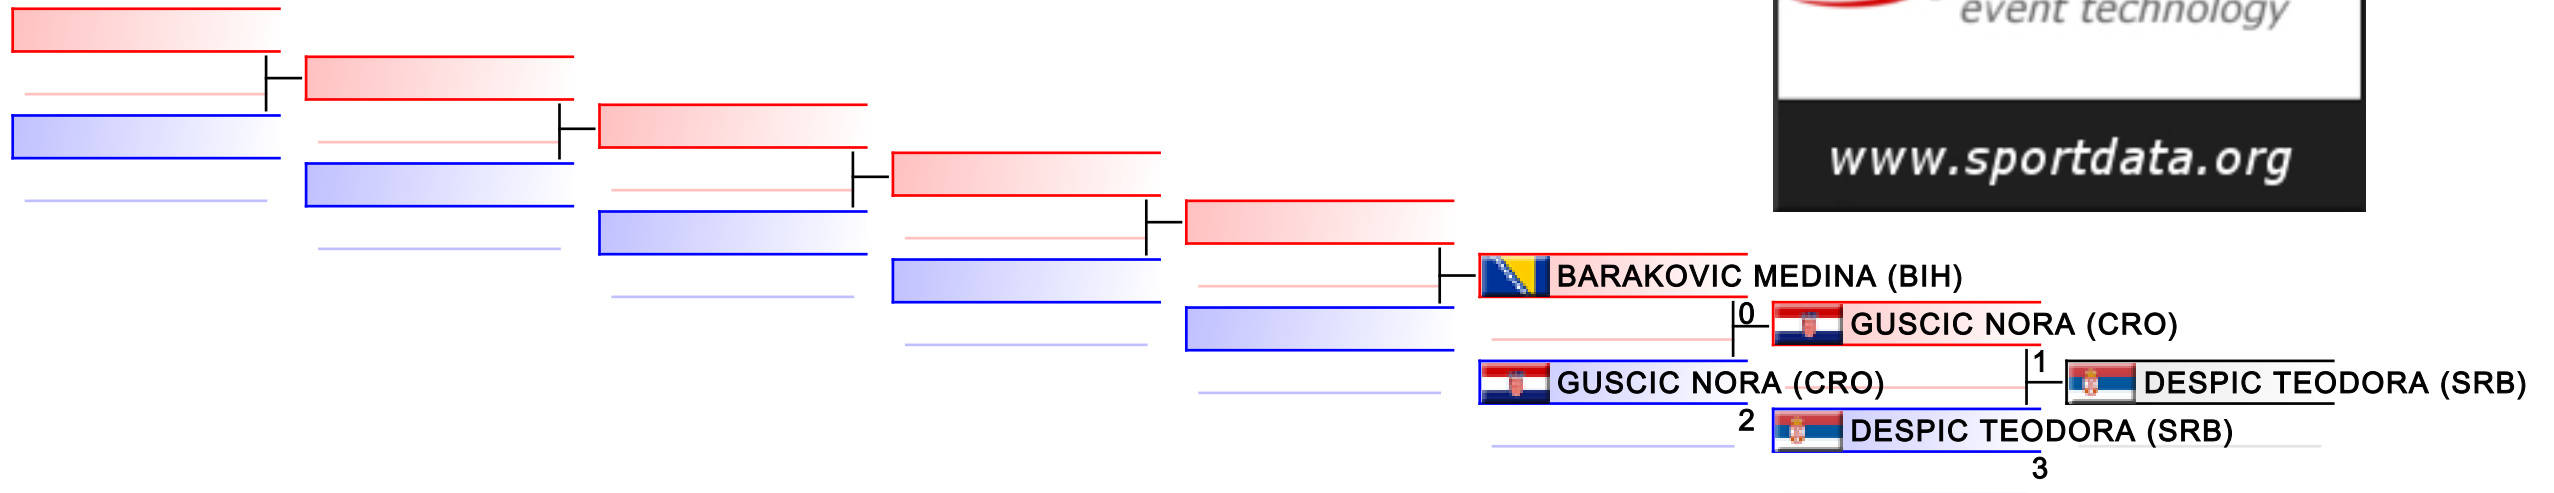 event technology
www.sportdata.org
BARAKOVIC MEDINA (BIH)
0
GUSCIC NORA (CRO)
1
GUSCIC NORA (CRO)
DESPIC TEODORA (SRB)
2
DESPIC TEODORA (SRB)
3